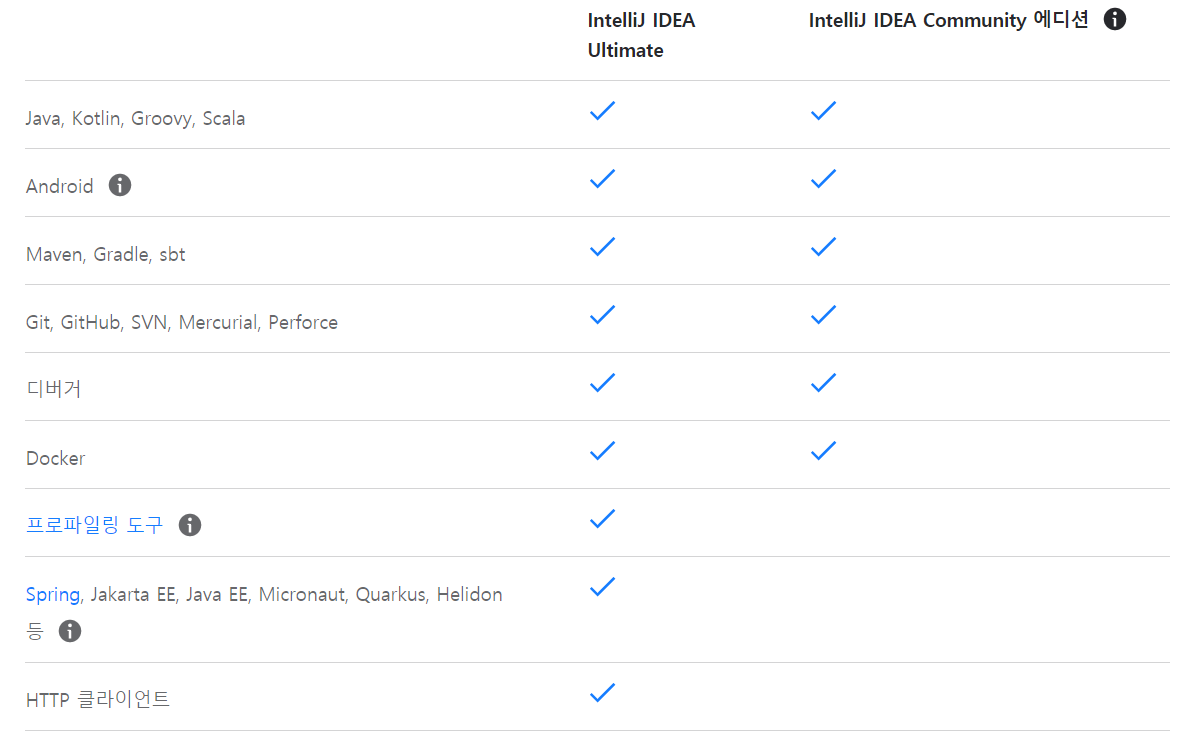 IntelliJ IDEA
Ultimate
IntelliJ IDEA Community 에디션
Java, Kotlin, Groovy, Scala
Android
Maven, Gradle, sbt
Git, GitHub, SVN, Mercurial, Perforce
디버거
Docker
프로파일링 도구
Spring, Jakarta EE, Java EE, Micronaut, Quarkus, Helidon
등
HTTP 클라이언트